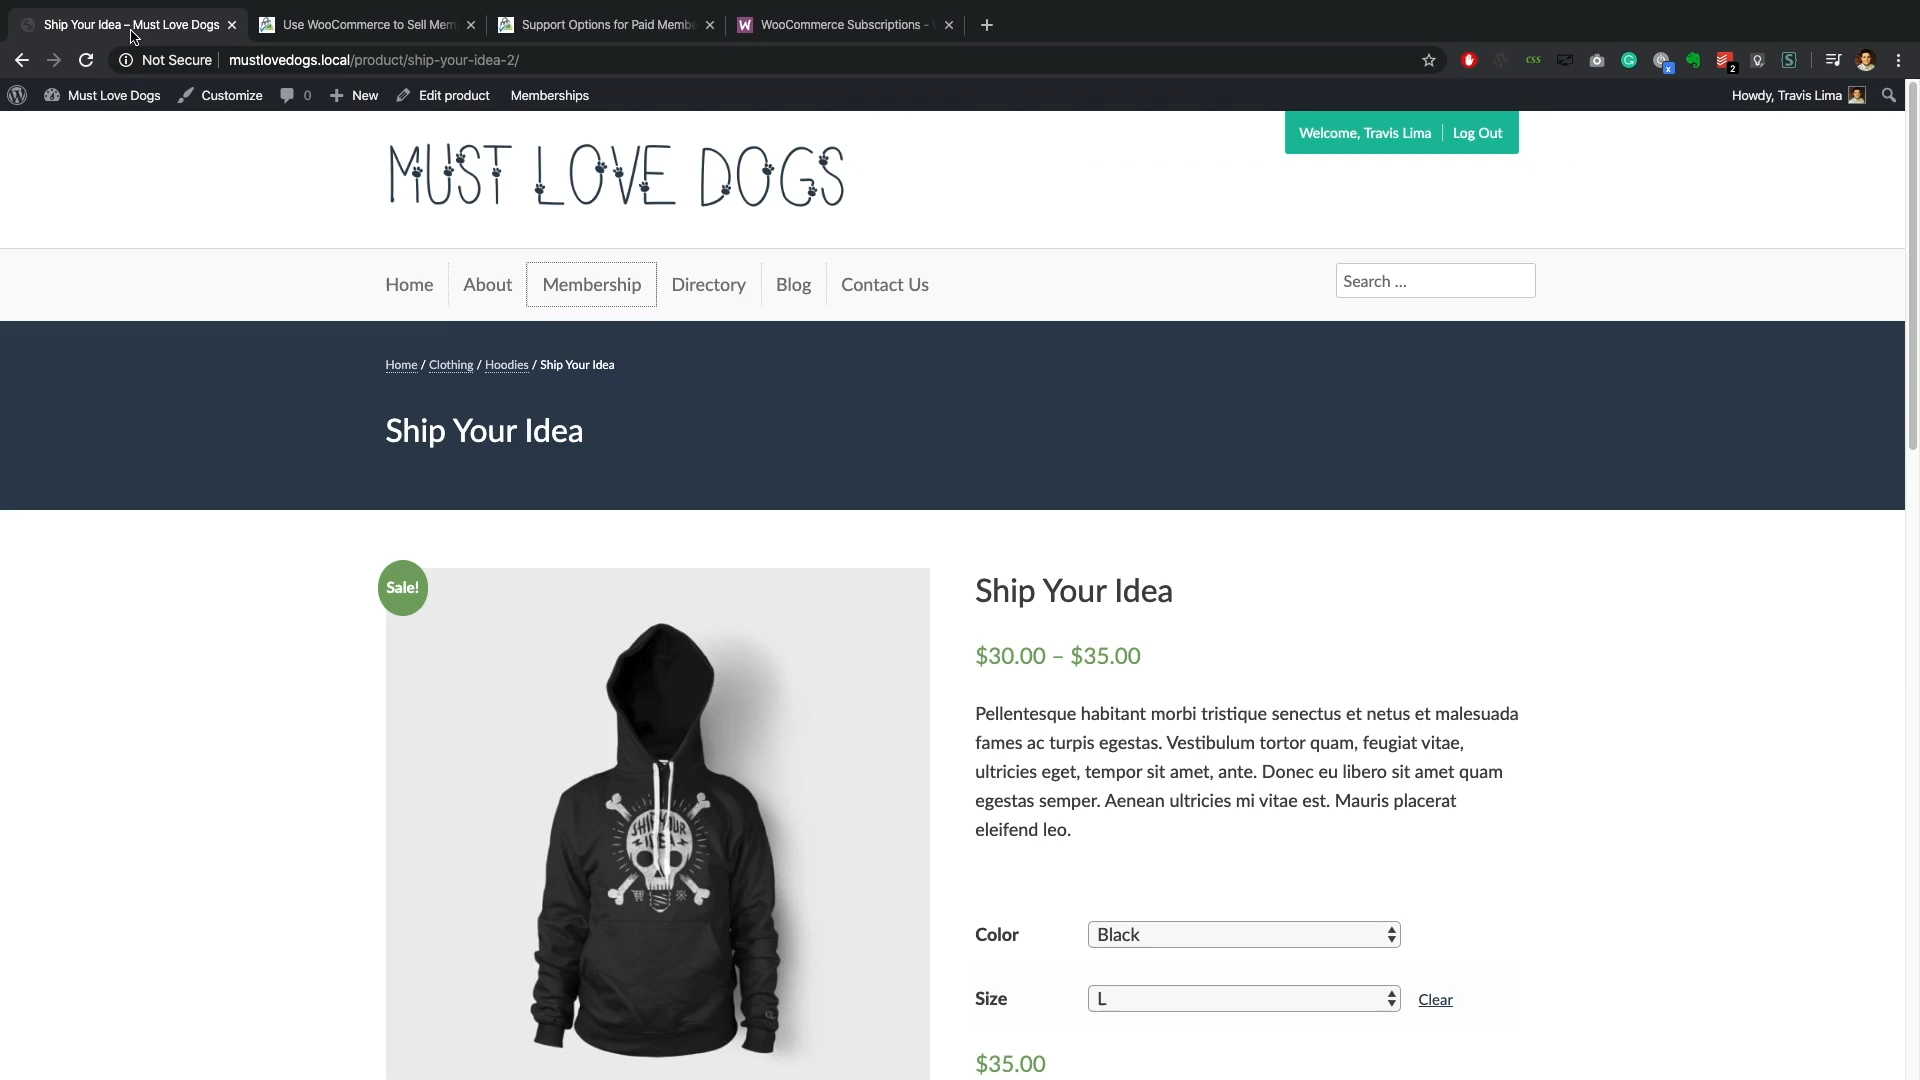 Ship Your Idea – Must Love Dogs
Use WooCommerce to Sell Mem
Support Options for Paid Membe
WooCommerce Subscriptions -
Not Secure
mustlovedogs.local/product/ship-your-idea-2/
css
2
Must Love Dogs
Customize
0
New
Edit product
Memberships
Howdy, Travis Lima
Welcome, Travis Lima
Log Out
MUST LOVE DOGS
Home
About
Membership
Directory
Blog
Contact Us
Search ...
Home / Clothing / Hoodies / Ship Your Idea
Ship Your Idea
Sale!
SHIP YOUR
IDEA
Ship Your Idea
$30.00 – $35.00
Pellentesque habitant morbi tristique senectus et netus et malesuada
fames ac turpis egestas. Vestibulum tortor quam, feugiat vitae,
ultricies eget, tempor sit amet, ante. Donec eu libero sit amet quam
egestas semper. Aenean ultricies mi vitae est. Mauris placerat
eleifend leo.
Color
Black
Size
L
Clear
$35.00